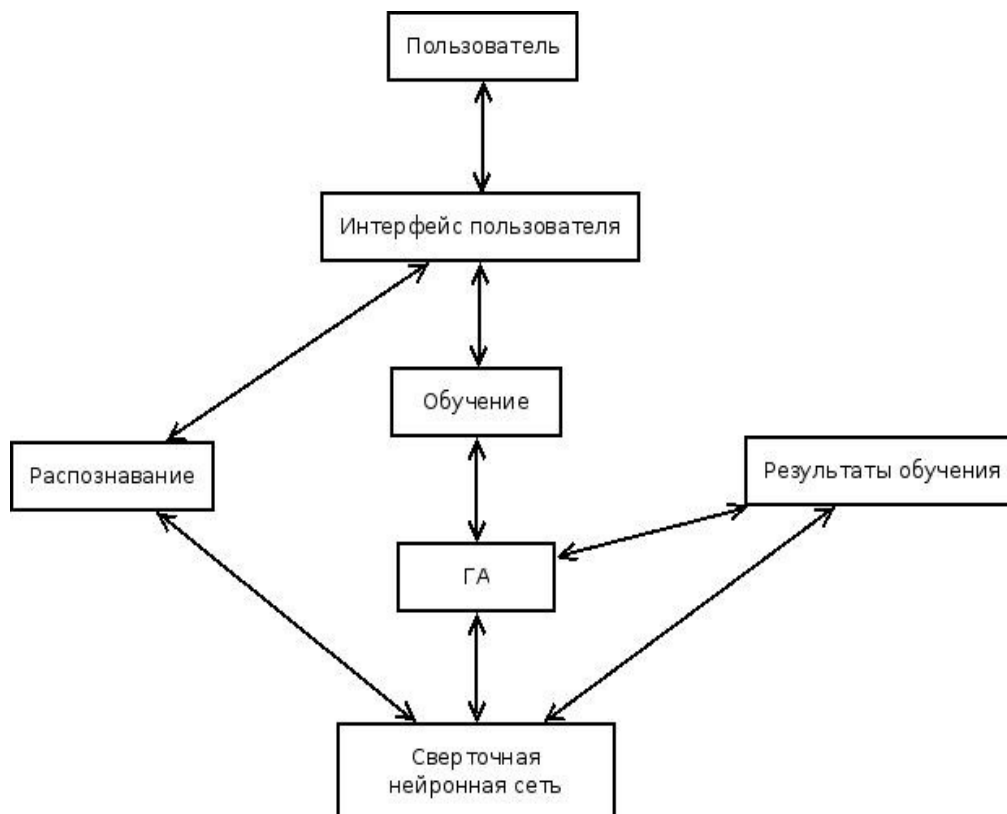 Пользователь
Интерфейс пользователя
Обучение
Распознавание
Результаты обучения
ГА
Сверточная
нейронная сеть